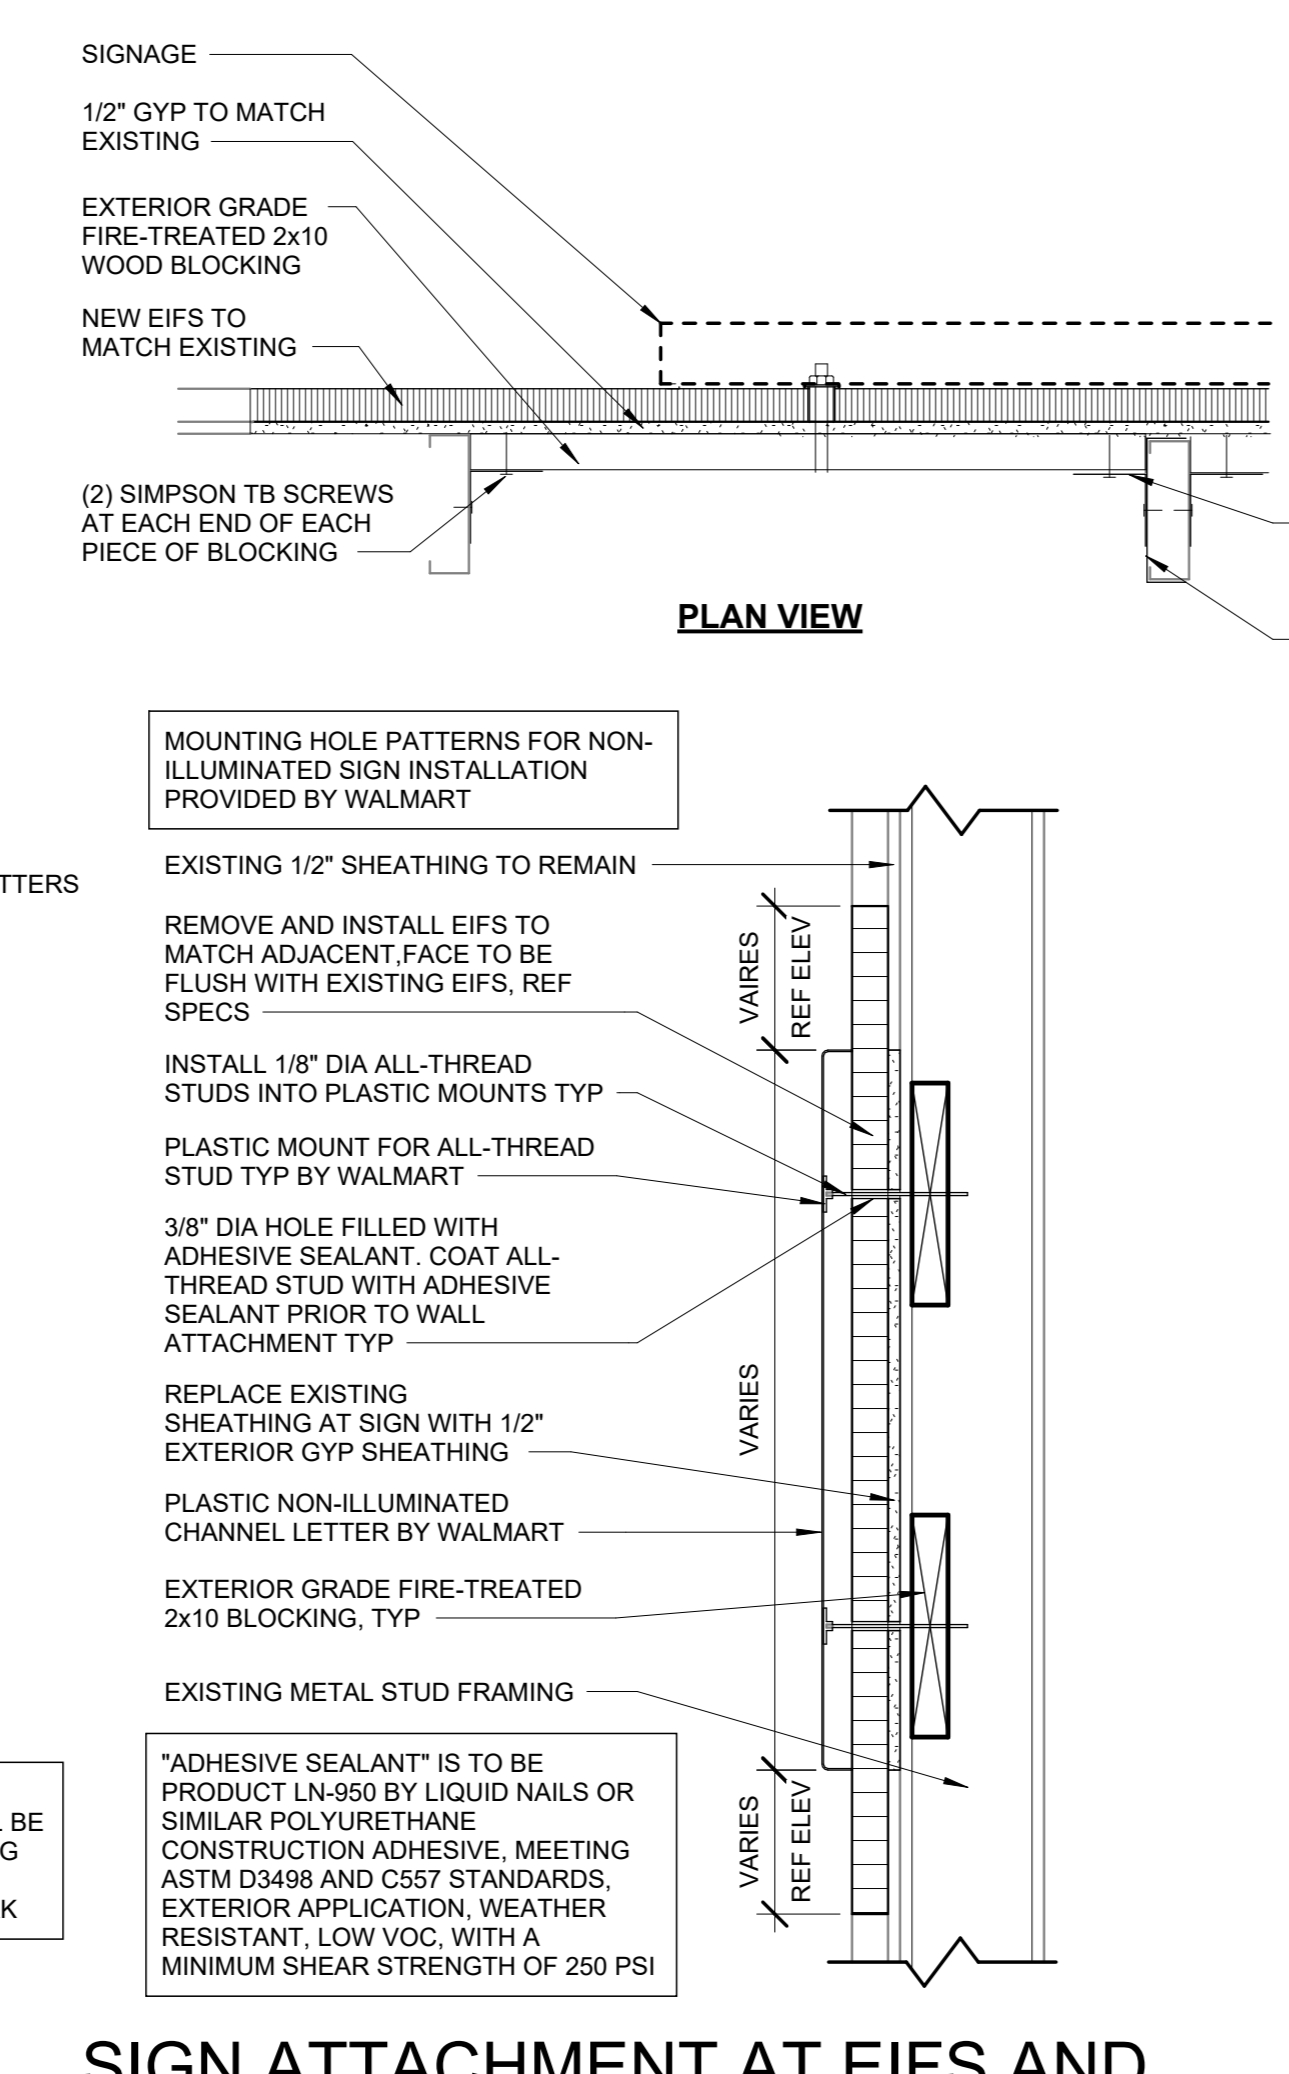 SIGNAGE
1/2" GYP TO MATCH
EXISTING
EXTERIOR GRADE
FIRE-TREATED 2x10
WOOD BLOCKING
NEW EIFS TO
MATCH EXISTING
(2) SIMPSON TB SCREWS
AT EACH END OF EACH
PIECE OF BLOCKING
PLAN VIEW
MOUNTING HOLE PATTERNS FOR NON-
ILLUMINATED SIGN INSTALLATION
PROVIDED BY WALMART
EXISTING 1/2" SHEATHING TO REMAIN
TTERS
REMOVE AND INSTALL EIFS TO
MATCH ADJACENT,FACE TO BE
FLUSH WITH EXISTING EIFS, REF
SPECS
VAIRES
REF ELEV
INSTALL 1/8" DIA ALL-THREAD
STUDS INTO PLASTIC MOUNTS TYP
PLASTIC MOUNT FOR ALL-THREAD
STUD TYP BY WALMART
3/8" DIA HOLE FILLED WITH
ADHESIVE SEALANT. COAT ALL-
THREAD STUD WITH ADHESIVE
SEALANT PRIOR TO WALL
ATTACHMENT TYP
VARIES
REPLACE EXISTING
SHEATHING AT SIGN WITH 1/2"
EXTERIOR GYP SHEATHING
PLASTIC NON-ILLUMINATED
CHANNEL LETTER BY WALMART
EXTERIOR GRADE FIRE-TREATED
2x10 BLOCKING, TYP
EXISTING METAL STUD FRAMING
VARIES
REF ELEV
"ADHESIVE SEALANT" IS TO BE
PRODUCT LN-950 BY LIQUID NAILS OR
SIMILAR POLYURETHANE
CONSTRUCTION ADHESIVE, MEETING
ASTM D3498 AND C557 STANDARDS,
EXTERIOR APPLICATION, WEATHER
RESISTANT, LOW VOC, WITH A
MINIMUM SHEAR STRENGTH OF 250 PSI
BE
G
K
SIGN ATTACHMENT AT EIFS AND